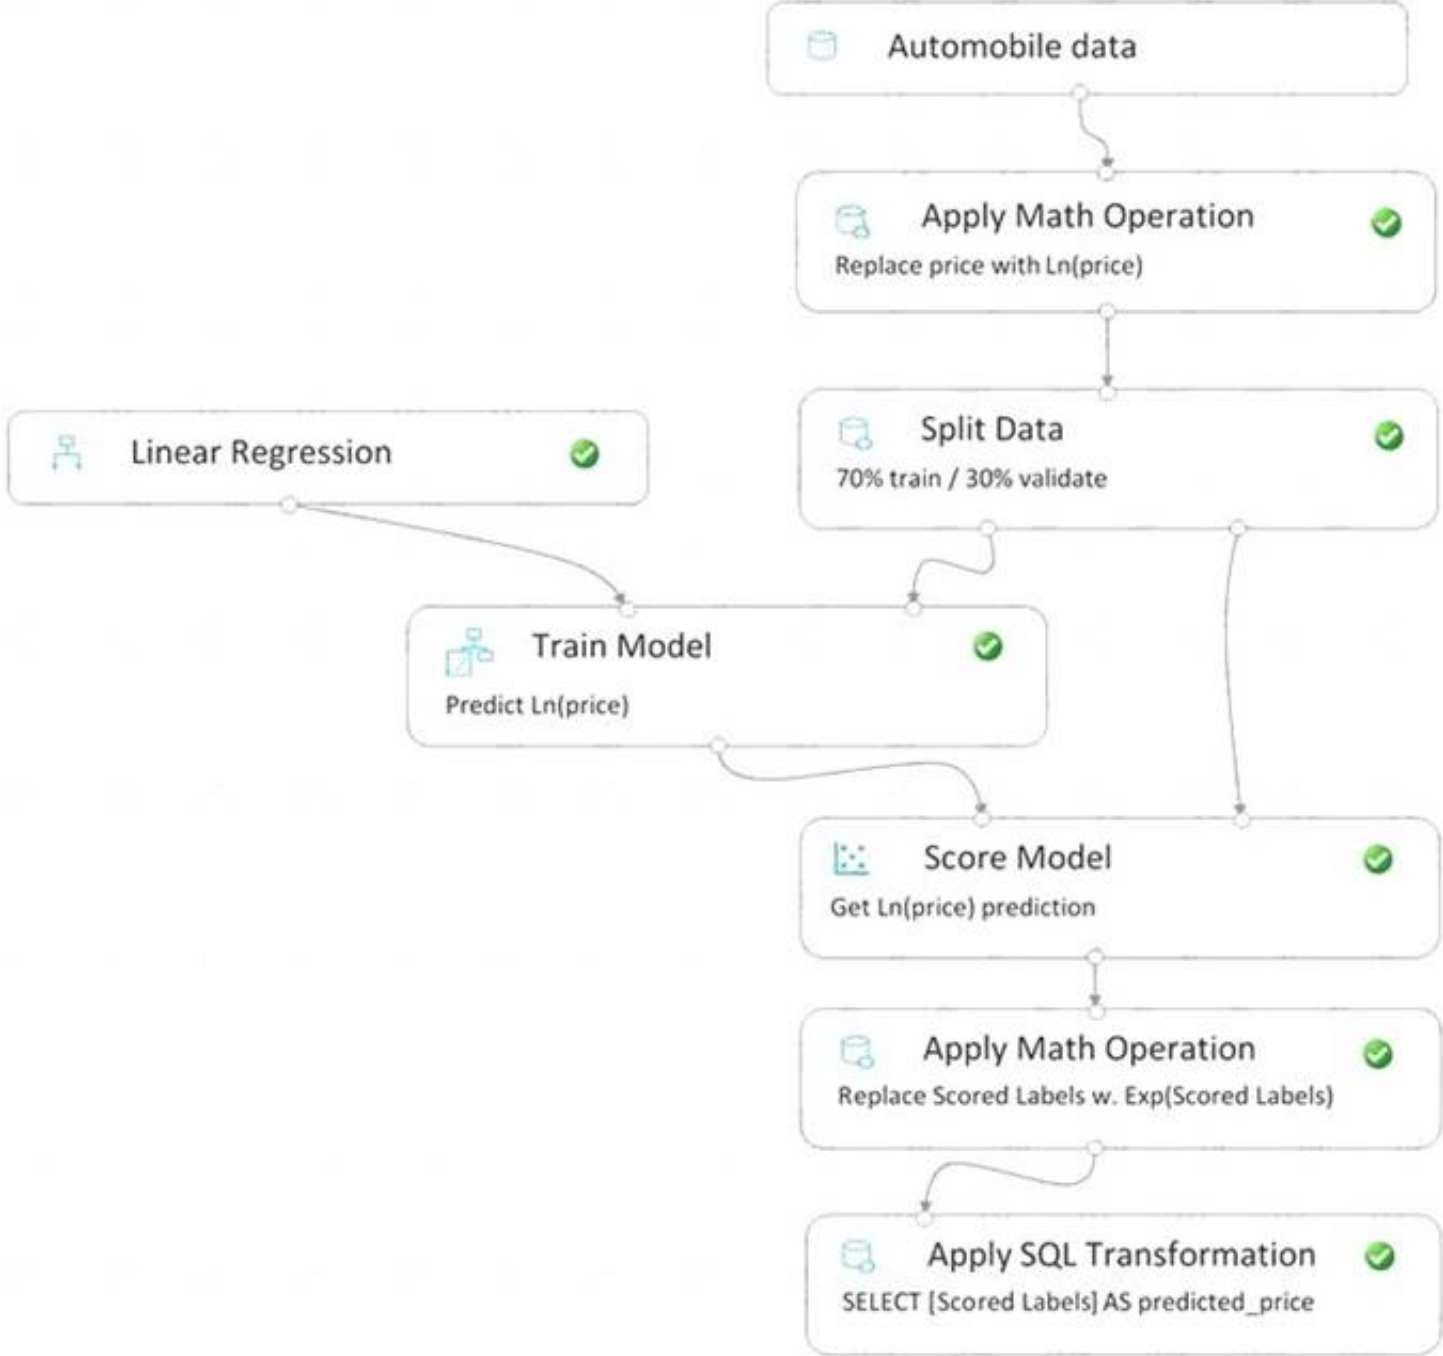 Automobile data
Apply Math Operation
Replace price with Ln(price)
Split Data
70% train / 30% validate
Linear Regression
Train Model
Predict Ln(price)
Score Model
Get Ln(price) prediction
Apply Math Operation
Replace Scored Labels w. Exp(Scored Labels)
Apply SQL Transformation
SELECT [Scored Labels] AS predicted_price